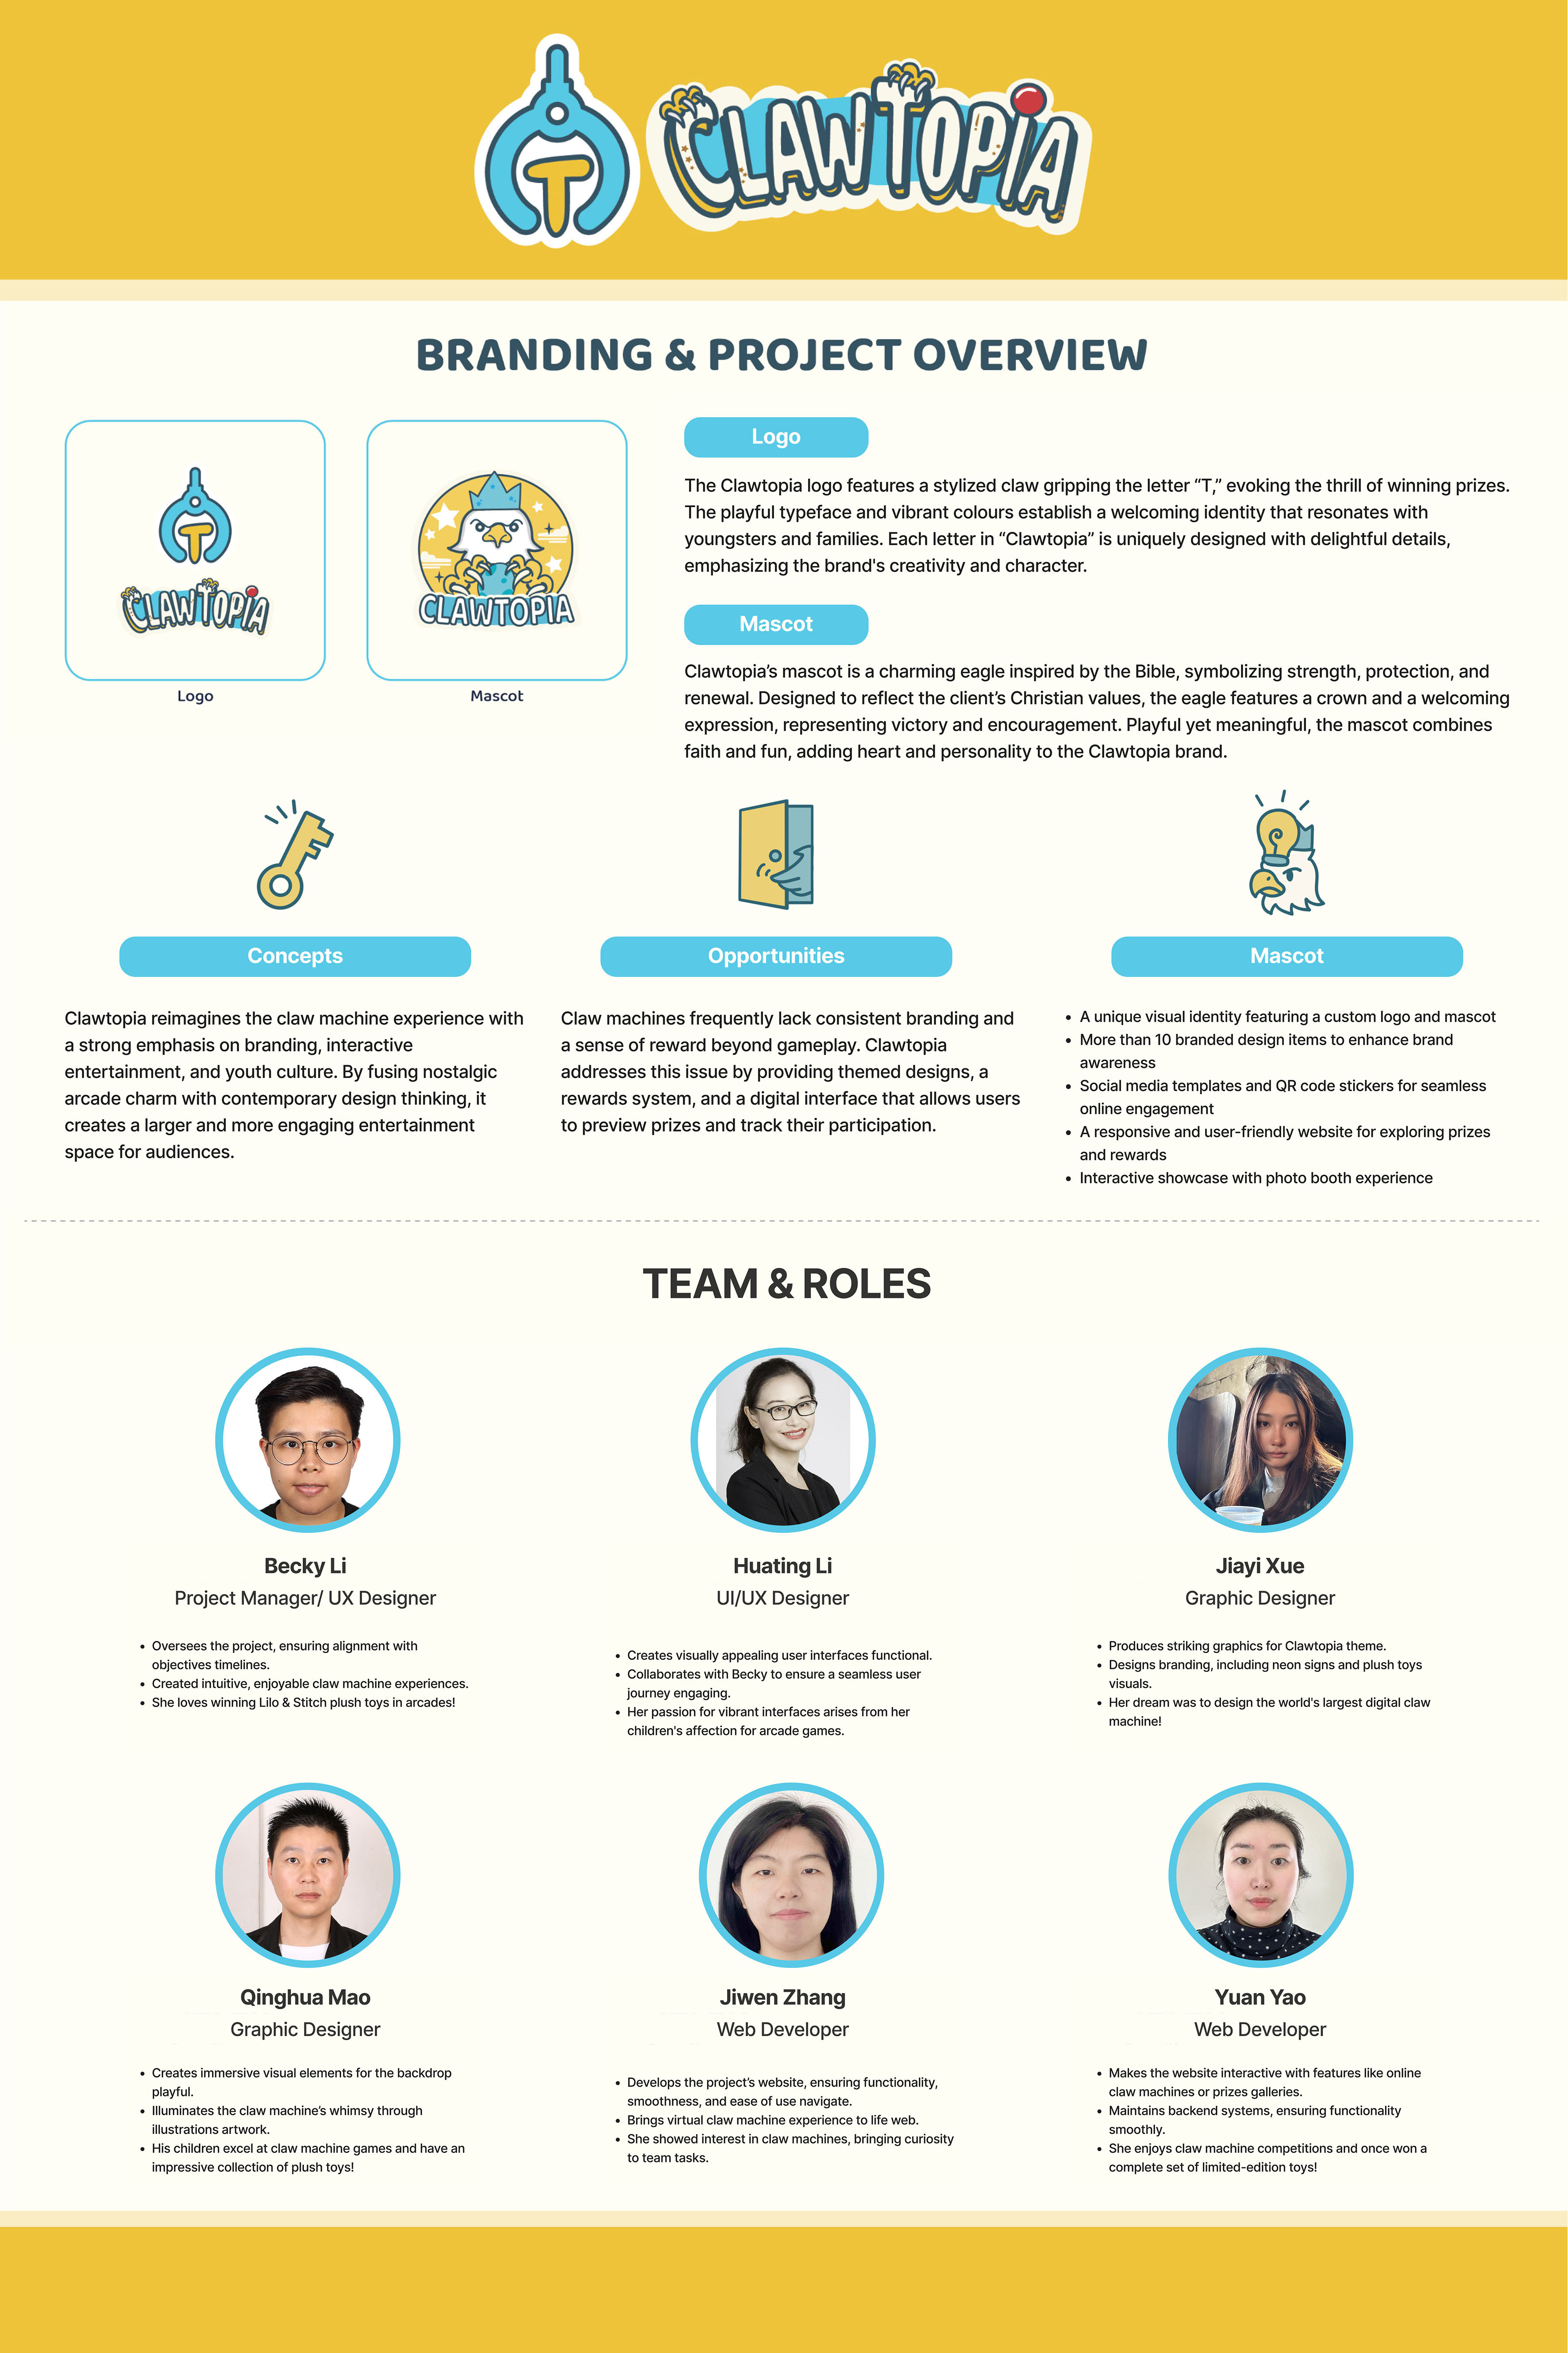 T
CLAWTOPIA
BRANDING & PROJECT OVERVIEW
T
CLAWTOPIA
Logo
CLAWTOPIA
Mascot
Logo
The Clawtopia logo features a stylized claw gripping the letter “T,” evoking the thrill of winning prizes.
The playful typeface and vibrant colours establish a welcoming identity that resonates with
youngsters and families. Each letter in “Clawtopia” is uniquely designed with delightful details,
emphasizing the brand's creativity and character.
Mascot
Clawtopia’s mascot is a charming eagle inspired by the Bible, symbolizing strength, protection, and
renewal. Designed to reflect the client’s Christian values, the eagle features a crown and a welcoming
expression, representing victory and encouragement. Playful yet meaningful, the mascot combines
faith and fun, adding heart and personality to the Clawtopia brand.
Concepts
Clawtopia reimagines the claw machine experience with
a strong emphasis on branding, interactive
entertainment, and youth culture. By fusing nostalgic
arcade charm with contemporary design thinking, it
creates a larger and more engaging entertainment
space for audiences.
Opportunities
Claw machines frequently lack consistent branding and
a sense of reward beyond gameplay. Clawtopia
addresses this issue by providing themed designs, a
rewards system, and a digital interface that allows users
to preview prizes and track their participation.
Mascot
• A unique visual identity featuring a custom logo and mascot
• More than 10 branded design items to enhance brand
awareness
• Social media templates and QR code stickers for seamless
online engagement
• A responsive and user-friendly website for exploring prizes
and rewards
• Interactive showcase with photo booth experience
TEAM & ROLES
Becky Li
Project Manager/ UX Designer
• Oversees the project, ensuring alignment with
objectives timelines.
• Created intuitive, enjoyable claw machine experiences.
• She loves winning Lilo & Stitch plush toys in arcades!
Huating Li
UI/UX Designer
• Creates visually appealing user interfaces functional.
• Collaborates with Becky to ensure a seamless user
journey engaging.
• Her passion for vibrant interfaces arises from her
children's affection for arcade games.
Jiayi Xue
Graphic Designer
• Produces striking graphics for Clawtopia theme.
• Designs branding, including neon signs and plush toys
visuals.
• Her dream was to design the world's largest digital claw
machine!
Qinghua Mao
Graphic Designer
• Creates immersive visual elements for the backdrop
playful.
• Illuminates the claw machine’s whimsy through
illustrations artwork.
• His children excel at claw machine games and have an
impressive collection of plush toys!
Jiwen Zhang
Web Developer
• Develops the project’s website, ensuring functionality,
smoothness, and ease of use navigate.
• Brings virtual claw machine experience to life web.
• She showed interest in claw machines, bringing curiosity
to team tasks.
Yuan Yao
Web Developer
• Makes the website interactive with features like online
claw machines or prizes galleries.
• Maintains backend systems, ensuring functionality
smoothly.
• She enjoys claw machine competitions and once won a
complete set of limited-edition toys!